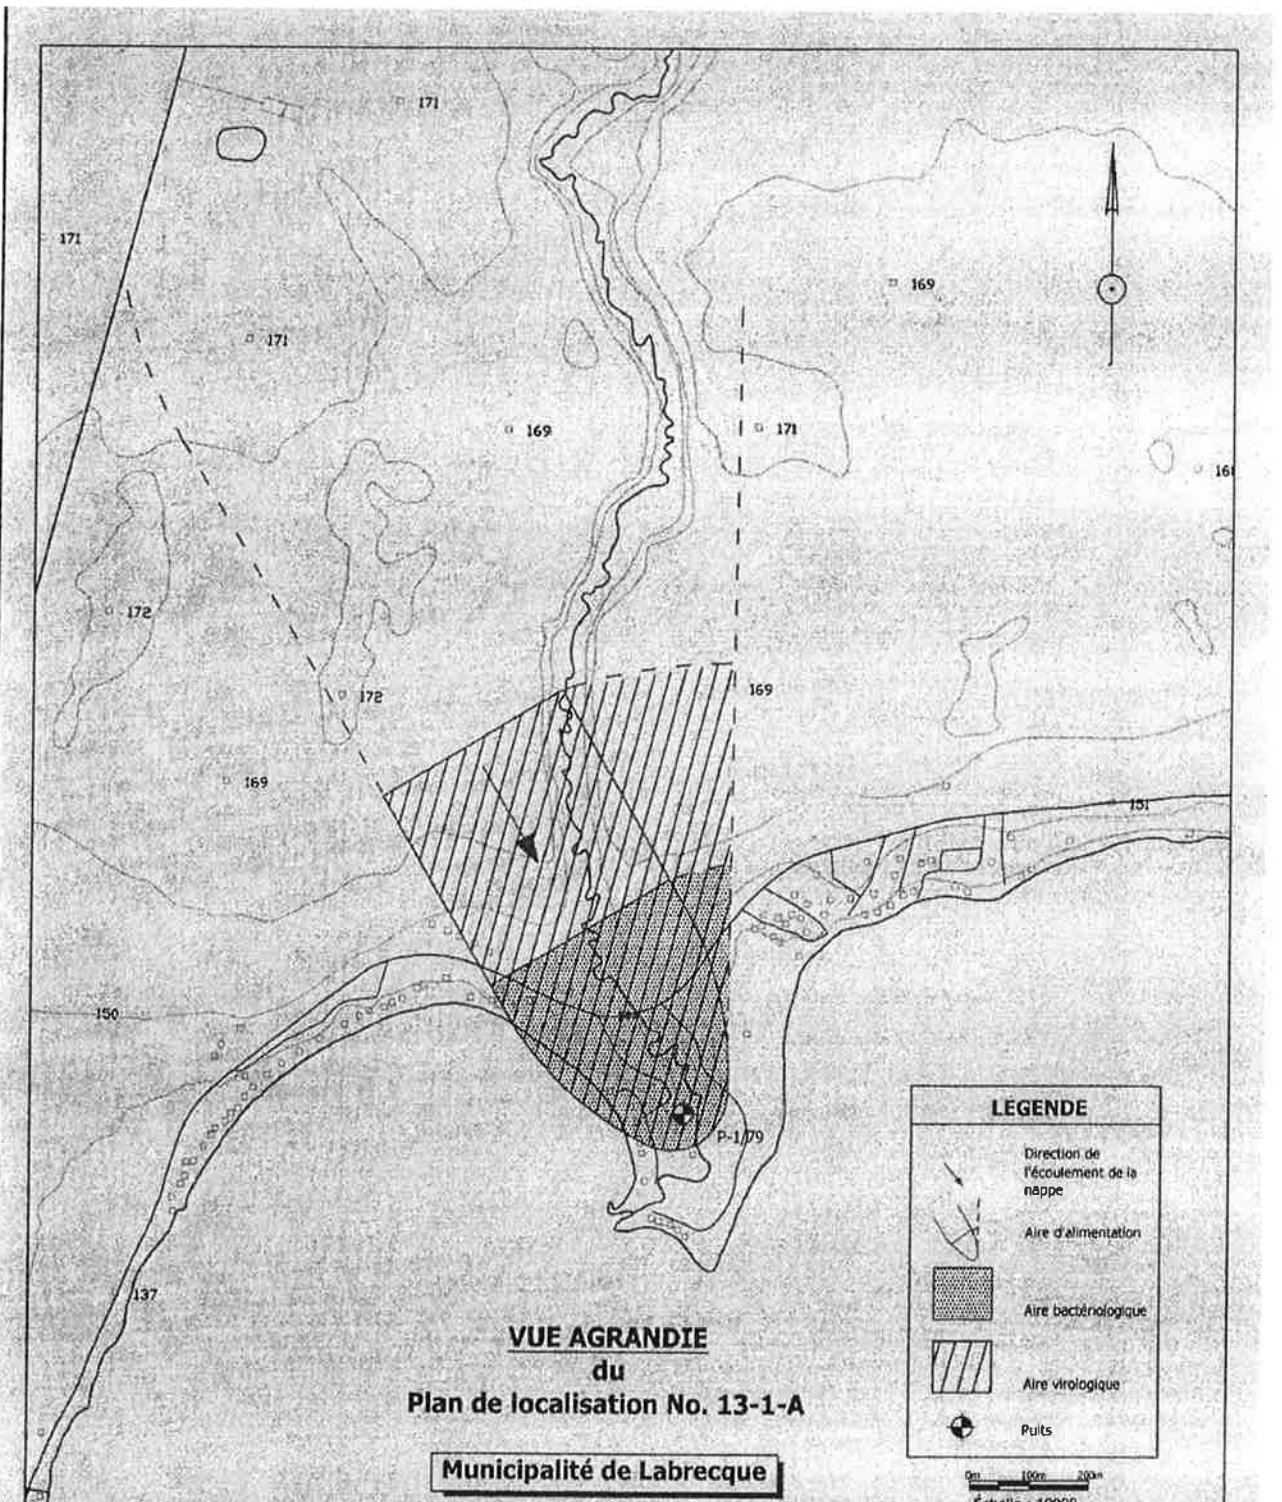 171
171
169
171
169
171
161
172
172
169
169
151
150
P-1/79
137
LÉGENDE
Direction de
l'écoulement de la
nappe
Aire d'alimentation
Aire bactériologique
Aire virologique
Puits
VUE AGRANDIE
du
Plan de localisation No. 13-1-A
Municipalité de Labrecque
0m 100m 200m